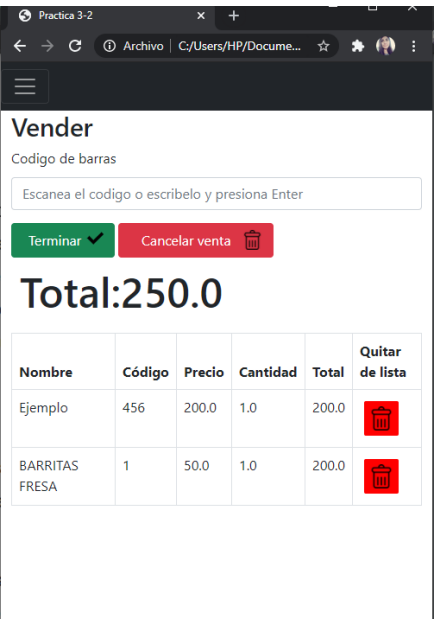 Practica 3-2
Archivo | C:/Users/HP/Docume...
Vender
Codigo de barras
Escanea el codigo o escribelo y presiona Enter
Terminar Cancelar venta
Total:250.0
Nombre Código Precio Cantidad Total Quitar de lista
Ejemplo 456 200.0 1.0 200.0
BARRITAS FRESA 1 50.0 1.0 200.0